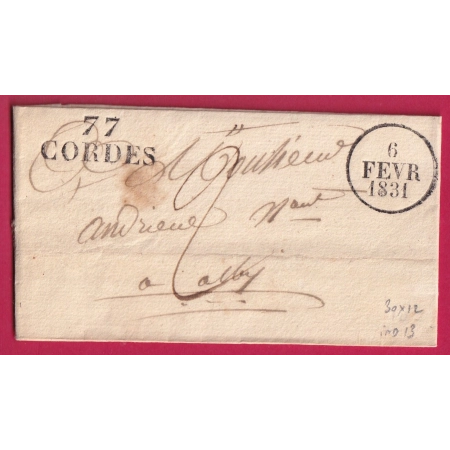 77
CORDES
6
FEVR
1831
Monsieur
andrieu
a alby
30x12
ind 13